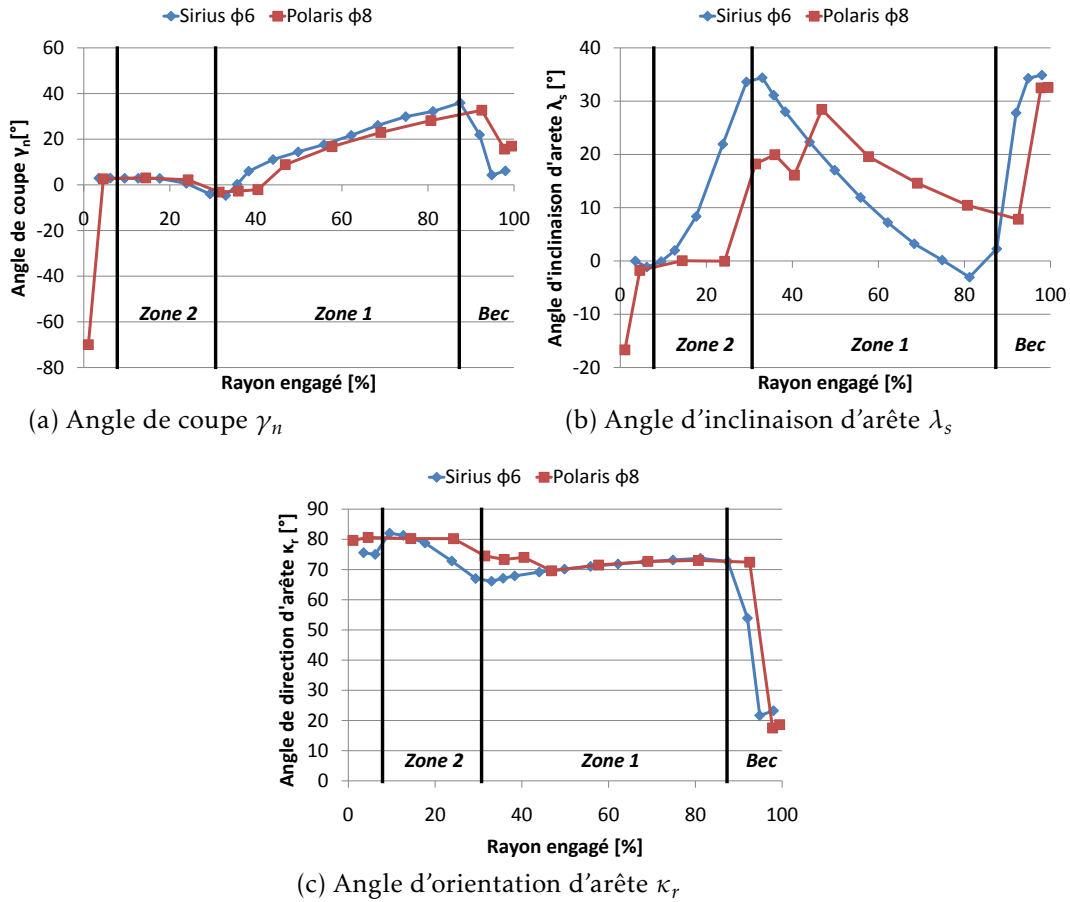 Sirius ϕ6 Polaris ϕ8
Angle de coupe γn[°]
60
40
20
0
-20
-40
-60
-80
0 20 40 60 80 100
Zone 2 Zone 1 Bec
Rayon engagé [%]
(a) Angle de coupe γn
Sirius ϕ6 Polaris ϕ8
Angle d'inclinaison d'arete λs [°]
40
30
20
10
0
-10
-20
0 20 40 60 80 100
Zone 2 Zone 1 Bec
Rayon engagé [%]
(b) Angle d'inclinaison d'arête λs
Sirius ϕ6 Polaris ϕ8
Angle de direction d'arête κr [°]
90
80
70
60
50
40
30
20
10
0
Zone 2 Zone 1 Bec
0 20 40 60 80 100
Rayon engagé [%]
(c) Angle d'orientation d'arête κr